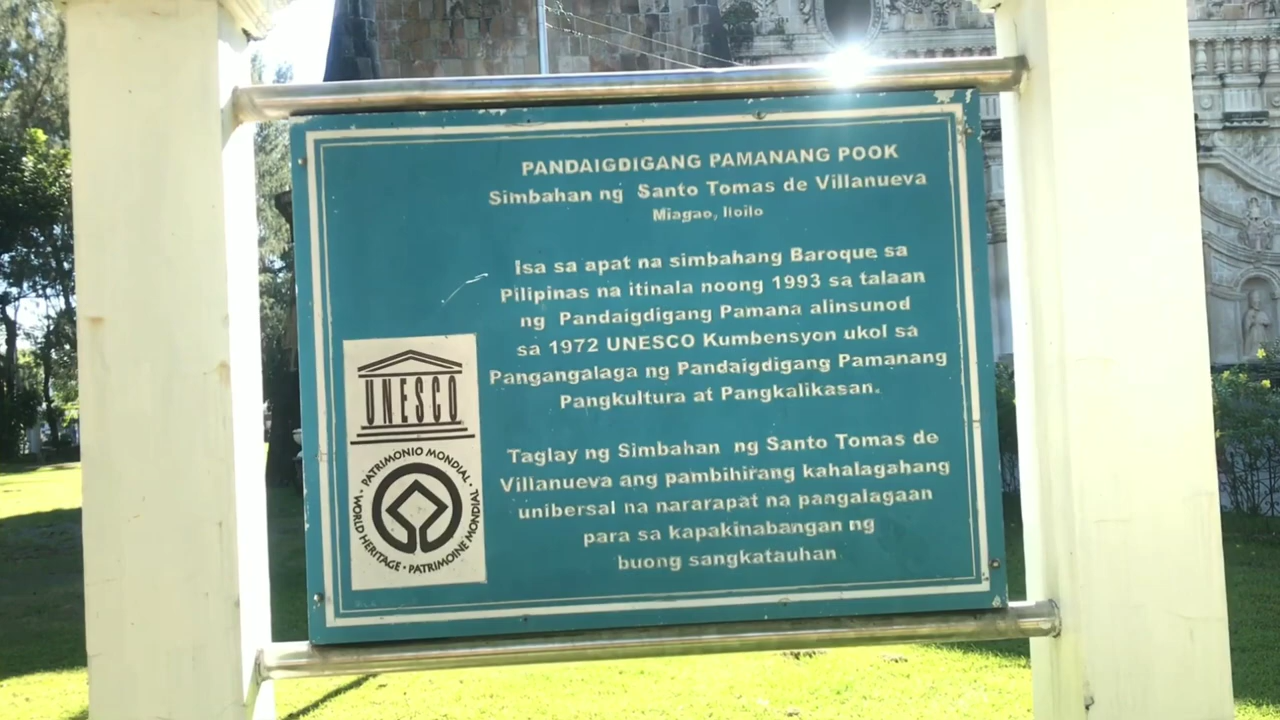 PANDAIGDIGANG PAMANANG POOK
Simbahan ng Santo Tomas de Villanueva
Miagao, Iloilo
Isa sa apat na simbahang Baroque sa
Pilipinas na itinala noong 1993 sa talaan
ng Pandaigdigang Pamana alinsunod
sa 1972 UNESCO Kumbensyon ukol sa
Pangangalaga ng Pandaigdigang Pamanang
Pangkultura at Pangkalikasan.
Taglay ng Simbahan ng Santo Tomas de
Villanueva ang pambihirang kahalagahang
unibersal na nararapat na pangalagaan
para sa kapakinabangan ng
buong sangkatauhan
UNESCO
PATRIMONIO MONDIAL · WORLD HERITAGE · PATRIMOINE MONDIAL ·